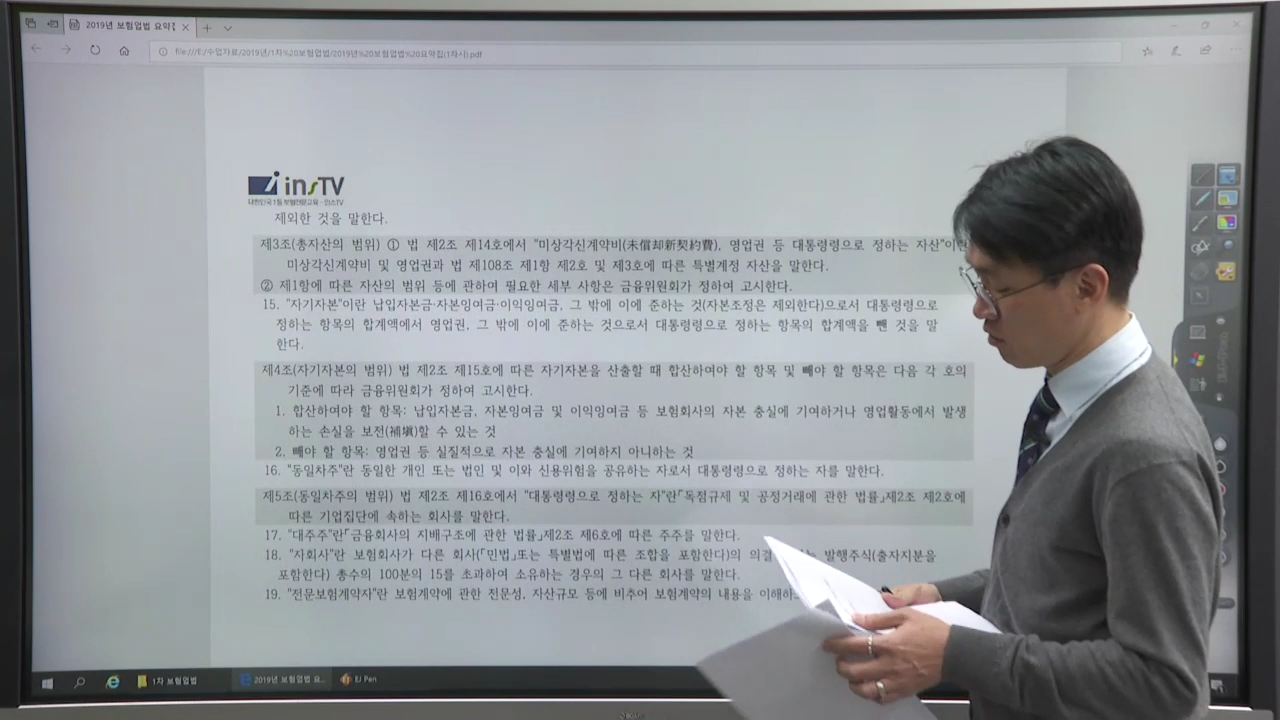 2019년 보험업법 요약집
file:///E:/수업자료/2019년/1차%20보험업법/2019년%20보험업법%20요약집(1차시).pdf
insTV
대한민국 1등 보험전문교육 - 인스TV
제외한 것을 말한다.
제3조(총자산의 범위) ① 법 제2조 제14호에서 "미상각신계약비(未償却新契約費), 영업권 등 대통령령으로 정하는 자산"이란
미상각신계약비 및 영업권과 법 제108조 제1항 제2호 및 제3호에 따른 특별계정 자산을 말한다.
② 제1항에 따른 자산의 범위 등에 관하여 필요한 세부 사항은 금융위원회가 정하여 고시한다.
15. "자기자본"이란 납입자본금·자본잉여금·이익잉여금, 그 밖에 이에 준하는 것(자본조정은 제외한다)으로서 대통령령으로
정하는 항목의 합계액에서 영업권, 그 밖에 이에 준하는 것으로서 대통령령으로 정하는 항목의 합계액을 뺀 것을 말
한다.
제4조(자기자본의 범위) 법 제2조 제15호에 따른 자기자본을 산출할 때 합산하여야 할 항목 및 빼야 할 항목은 다음 각 호의
기준에 따라 금융위원회가 정하여 고시한다.
1. 합산하여야 할 항목: 납입자본금, 자본잉여금 및 이익잉여금 등 보험회사의 자본 충실에 기여하거나 영업활동에서 발생
하는 손실을 보전(補塡)할 수 있는 것
2. 빼야 할 항목: 영업권 등 실질적으로 자본 충실에 기여하지 아니하는 것
16. "동일차주"란 동일한 개인 또는 법인 및 이와 신용위험을 공유하는 자로서 대통령령으로 정하는 자를 말한다.
제5조(동일차주의 범위) 법 제2조 제16호에서 "대통령령으로 정하는 자"란「독점규제 및 공정거래에 관한 법률」제2조 제2호에
따른 기업집단에 속하는 회사를 말한다.
17. "대주주"란「금융회사의 지배구조에 관한 법률」제2조 제6호에 따른 주주를 말한다.
18. "자회사"란 보험회사가 다른 회사(「민법」또는 특별법에 따른 조합을 포함한다)의 의결 발행주식(출자지분을
포함한다) 총수의 100분의 15를 초과하여 소유하는 경우의 그 다른 회사를 말한다.
19. "전문보험계약자"란 보험계약에 관한 전문성, 자산규모 등에 비추어 보험계약의 내용을 이해하
1차 보험업법
2019년 보험업법 요...
EJ Pen